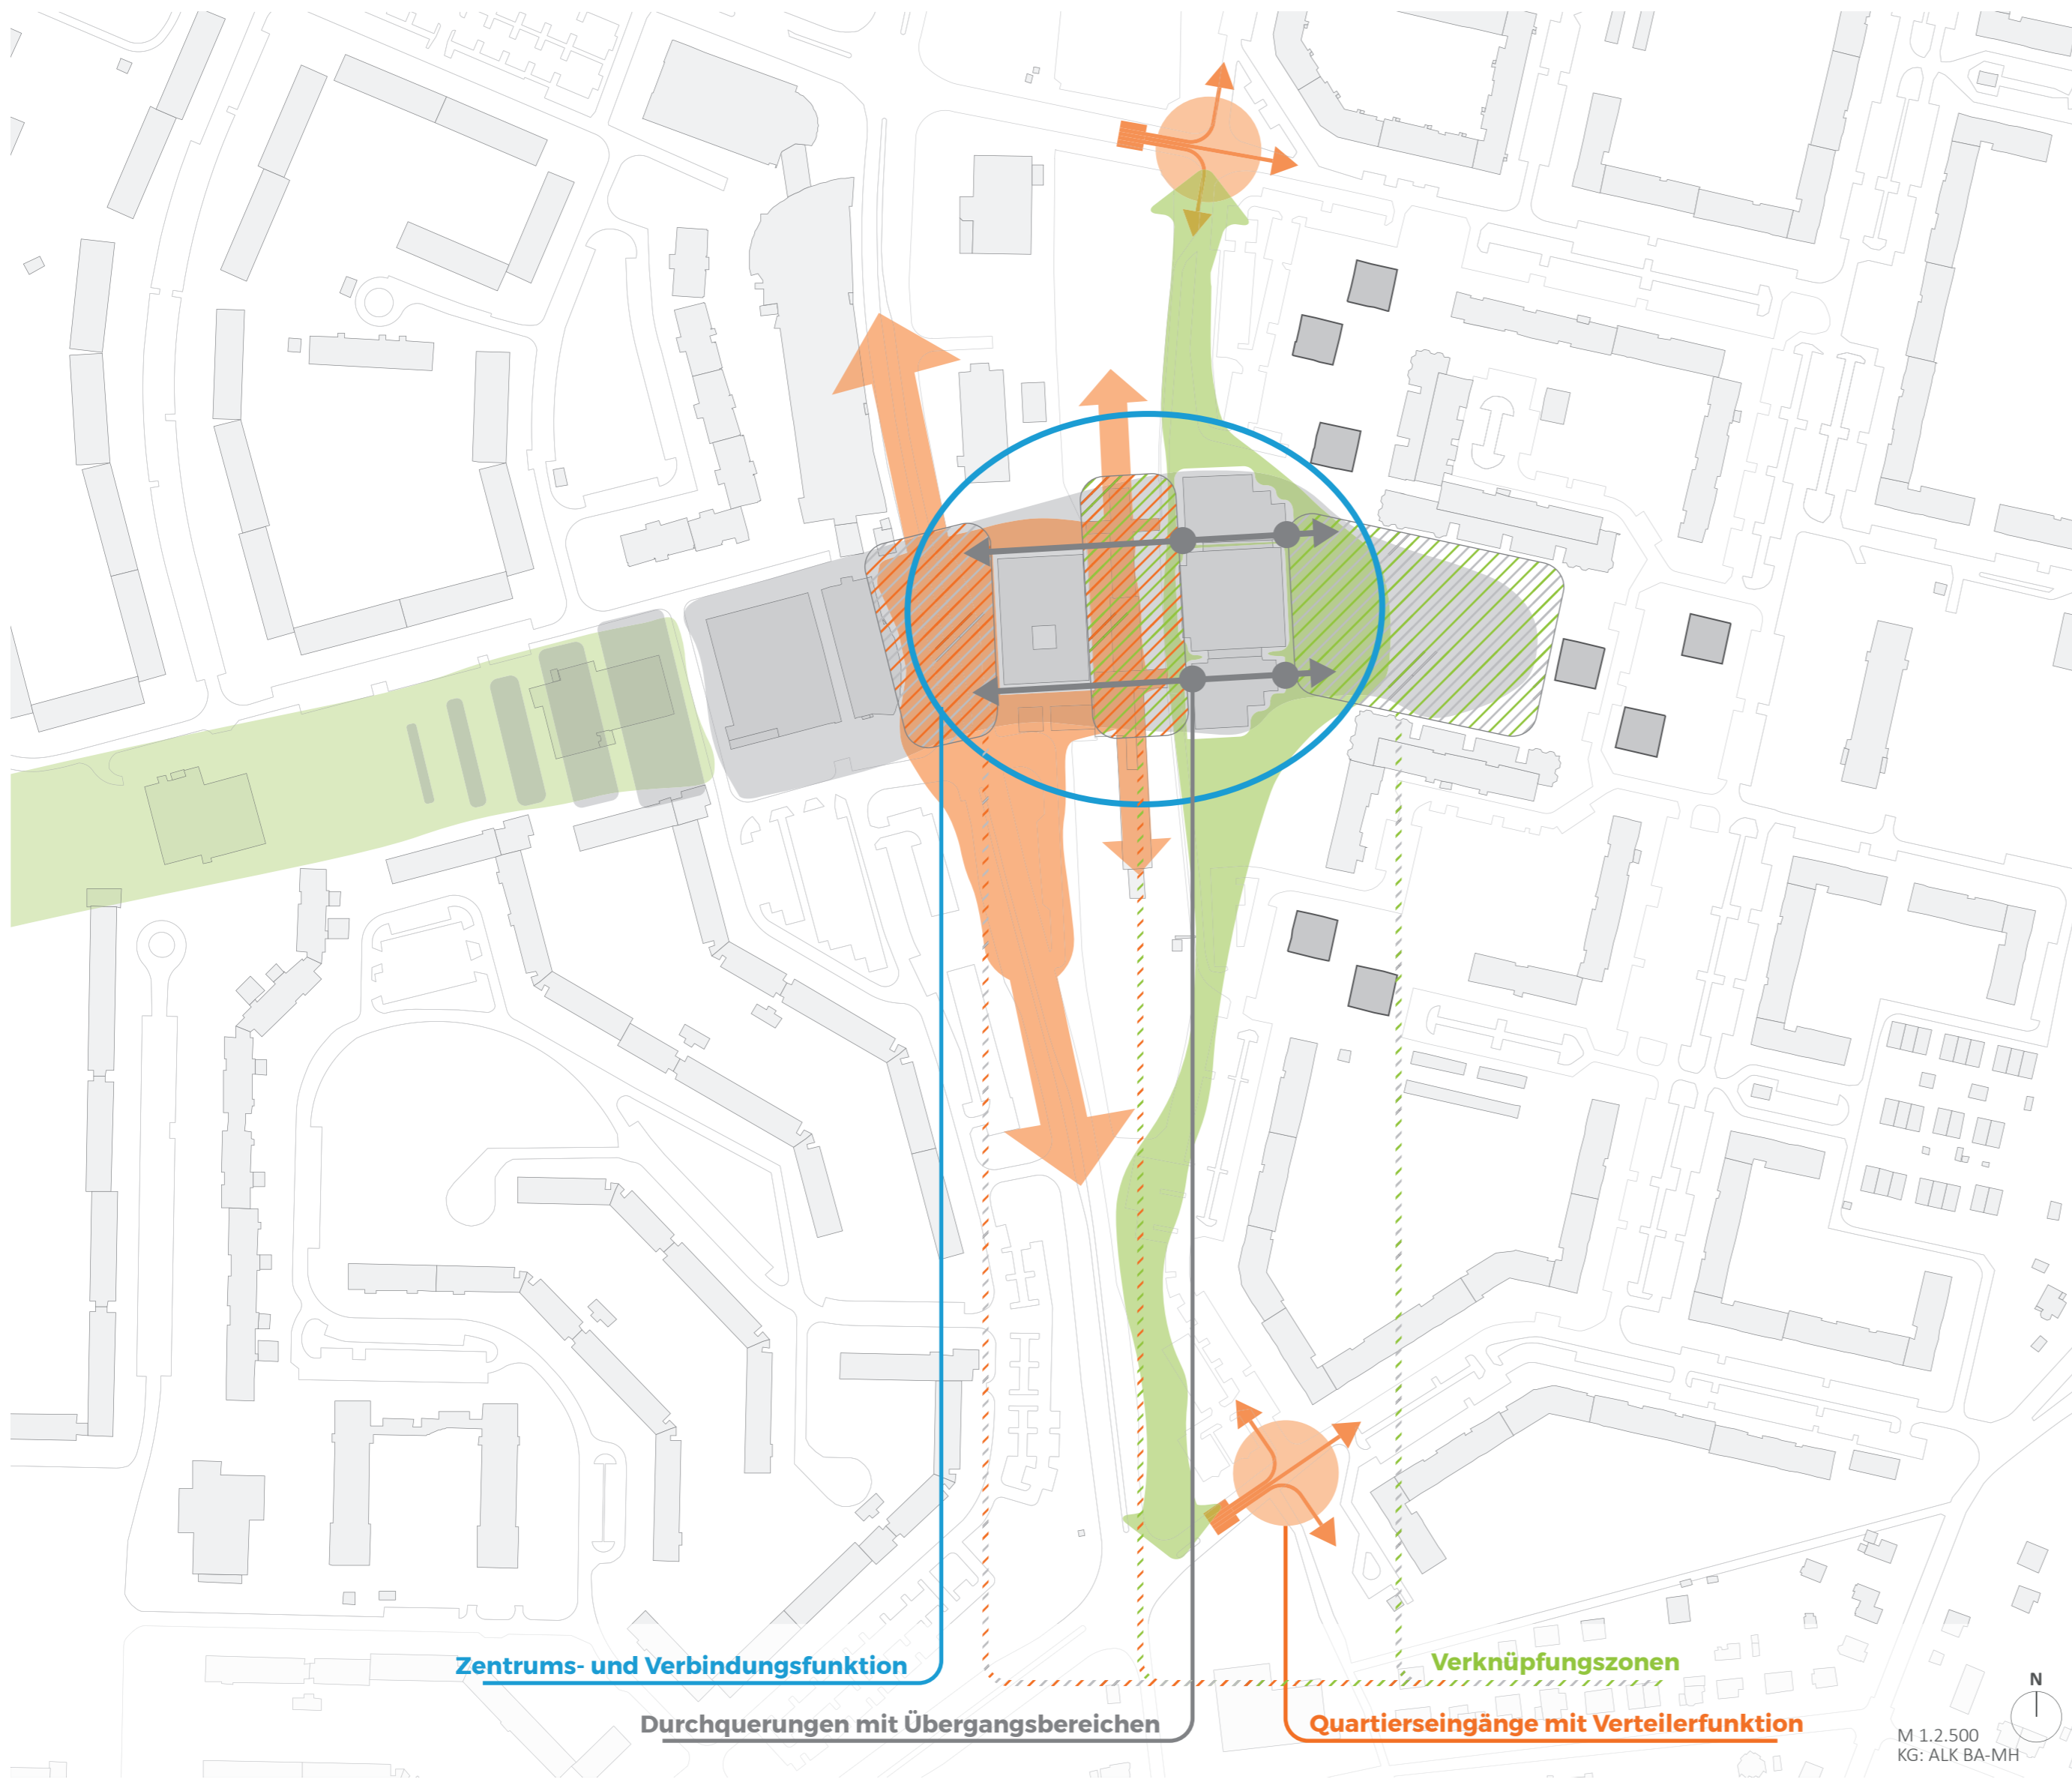 Zentrums- und Verbindungsfunktion
Verknüpfungszonen
Durchquerungen mit Übergangsbereichen
Quartierseingänge mit Verteilerfunktion
N
M 1.2.500
KG: ALK BA-MH